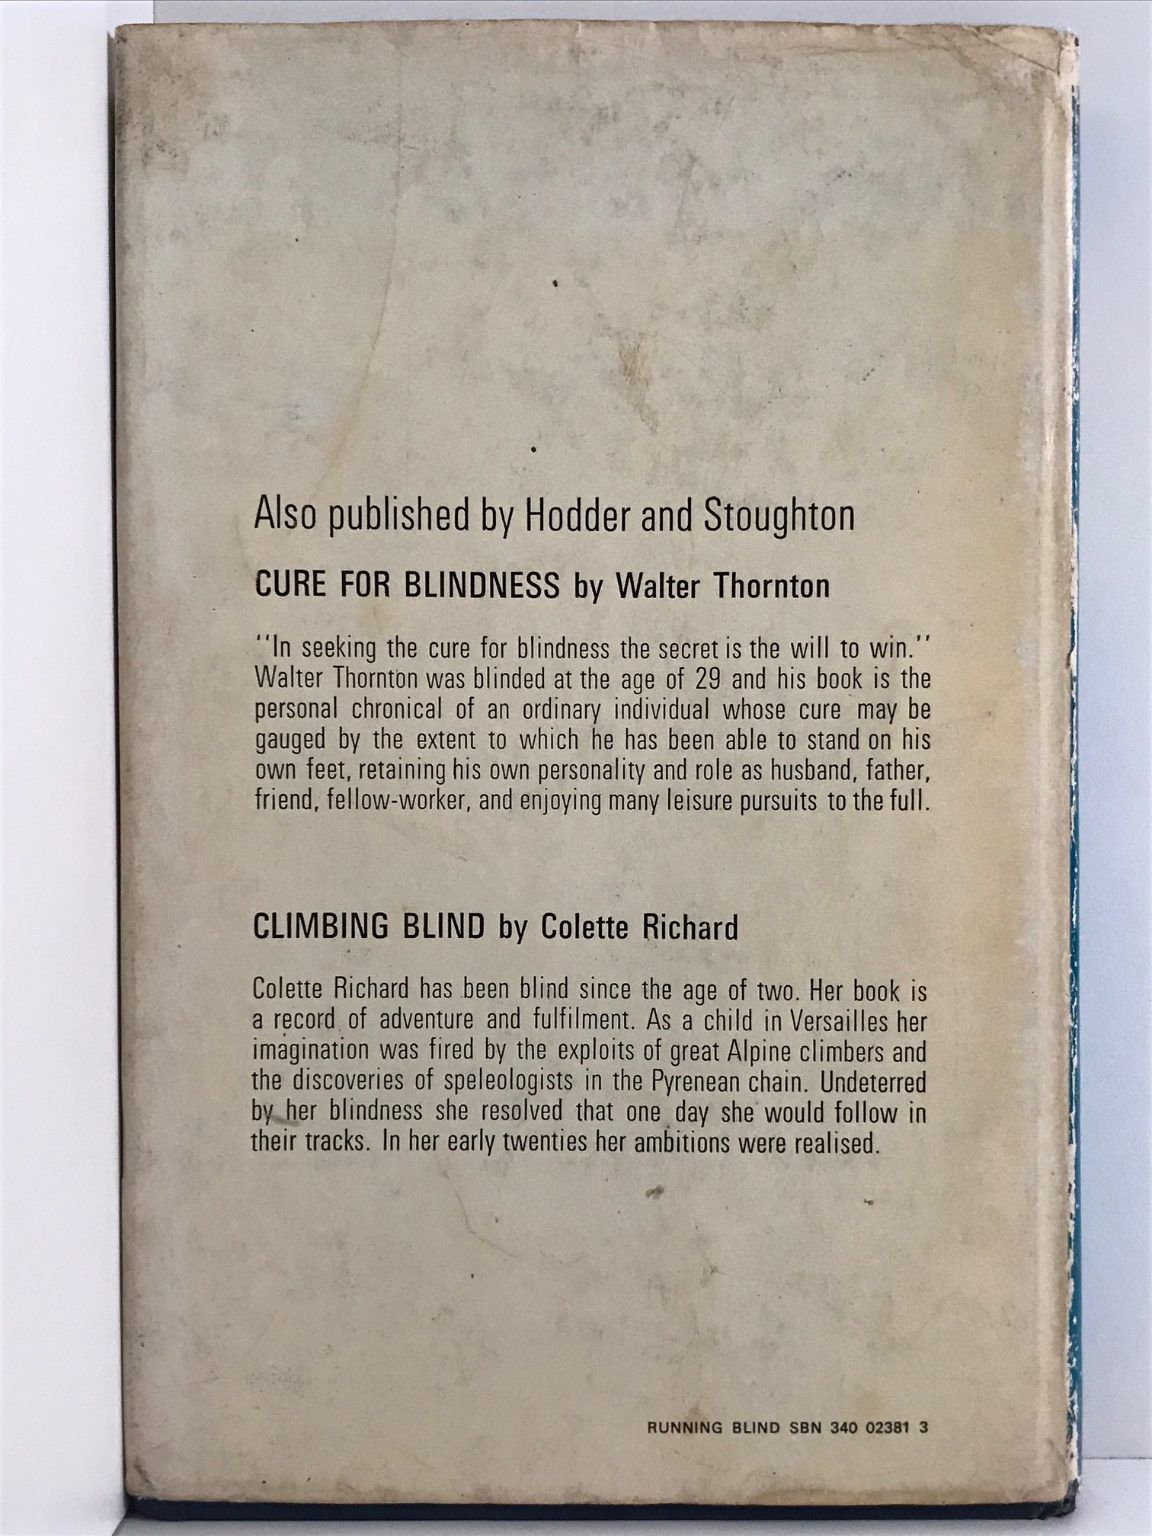 Also published by Hodder and Stoughton
CURE FOR BLINDNESS by Walter Thornton
''In seeking the cure for blindness the secret is the will to win.''
Walter Thornton was blinded at the age of 29 and his book is the
personal chronical of an ordinary individual whose cure may be
gauged by the extent to which he has been able to stand on his
own feet, retaining his own personality and role as husband, father,
friend, fellow-worker, and enjoying many leisure pursuits to the full.
CLIMBING BLIND by Colette Richard
Colette Richard has been blind since the age of two. Her book is
a record of adventure and fulfilment. As a child in Versailles her
imagination was fired by the exploits of great Alpine climbers and
the discoveries of speleologists in the Pyrenean chain. Undeterred
by her blindness she resolved that one day she would follow in
their tracks. In her early twenties her ambitions were realised.
RUNNING BLIND SBN 340 02381 3